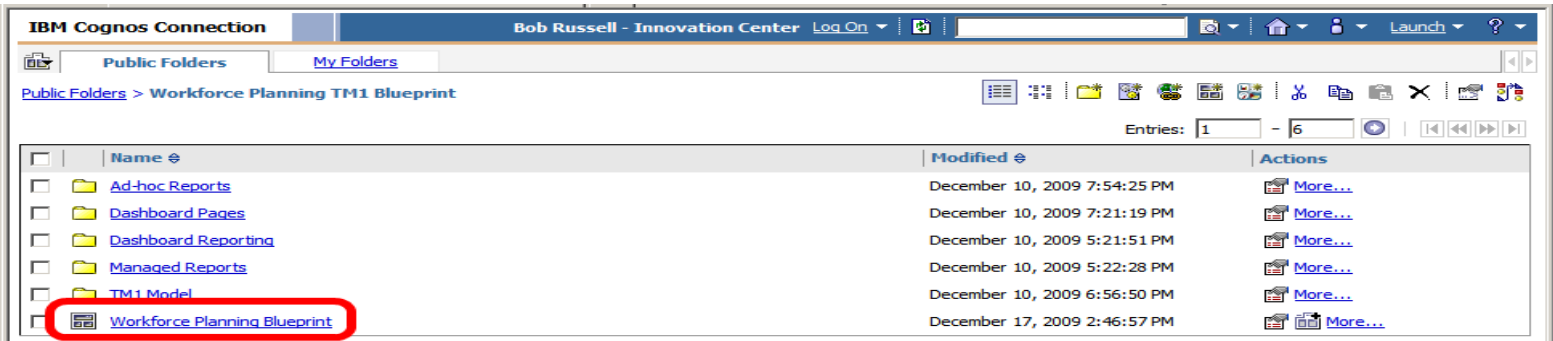 IBM Cognos Connection Bob Russell - Innovation Center Log On Launch ?
Public Folders My Folders
Public Folders > Workforce Planning TM1 Blueprint
Entries: 1 - 6
Name Modified Actions
Ad-hoc Reports December 10, 2009 7:54:25 PM More...
Dashboard Pages December 10, 2009 7:21:19 PM More...
Dashboard Reporting December 10, 2009 5:21:51 PM More...
Managed Reports December 10, 2009 5:22:28 PM More...
TM1 Model December 10, 2009 6:56:50 PM More...
Workforce Planning Blueprint December 17, 2009 2:46:57 PM More...